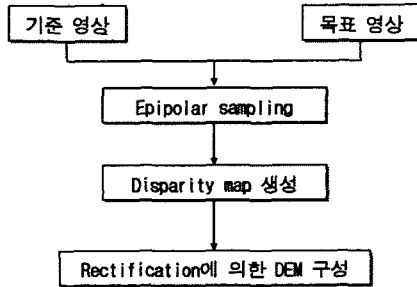 기준 영상
목표 영상
Epipolar sampling
Disparity map 생성
Rectification에 의한 DEM 구성